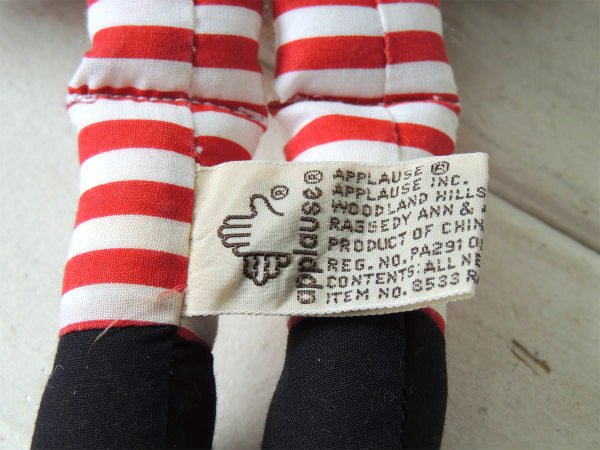 applause®
APPLAUSE ®
APPLAUSE INC.
WOODLAND HILLS
RAGGEDY ANN &
PRODUCT OF CHIN
REG. NO. PA291
CONTENTS: ALL NE
ITEM NO. 8533 R